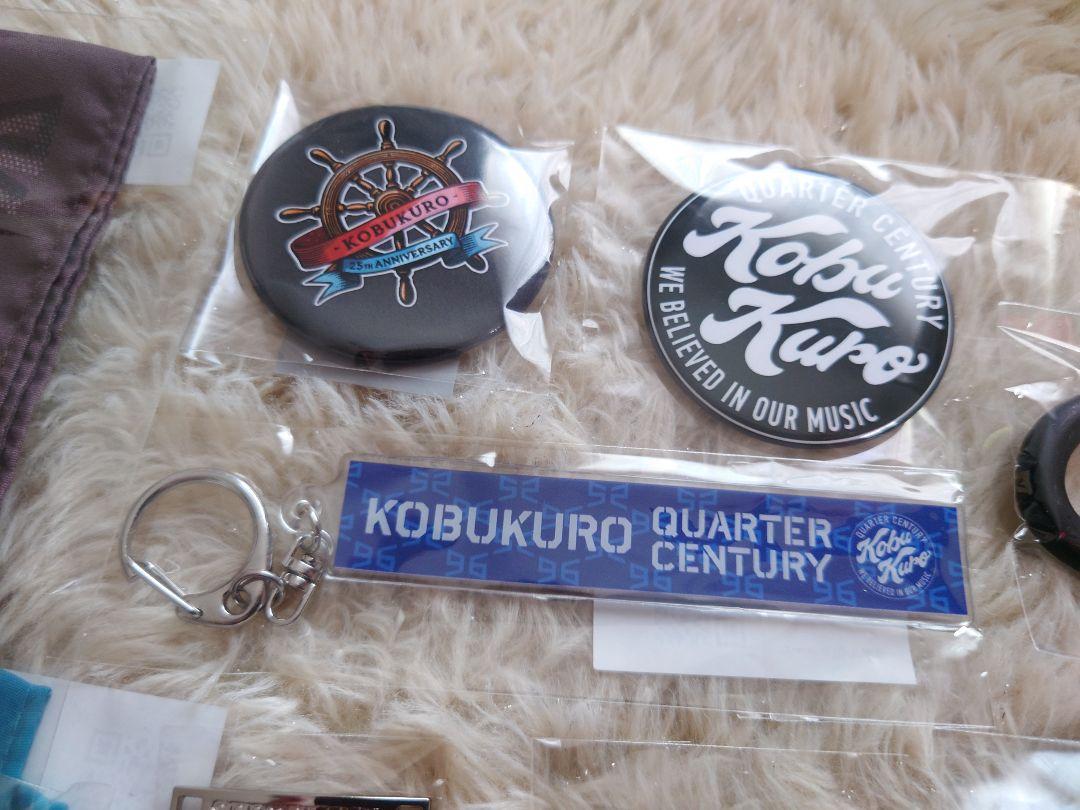 - KOBUKURO -
25TH ANNIVERSARY
QUARTER CENTURY
Kobu
Kuro
WE BELIEVED IN OUR MUSIC
KOBUKURO QUARTER
CENTURY
QUARTER CENTURY
Kobu
Kuro
WE BELIEVED IN OUR MUSIC